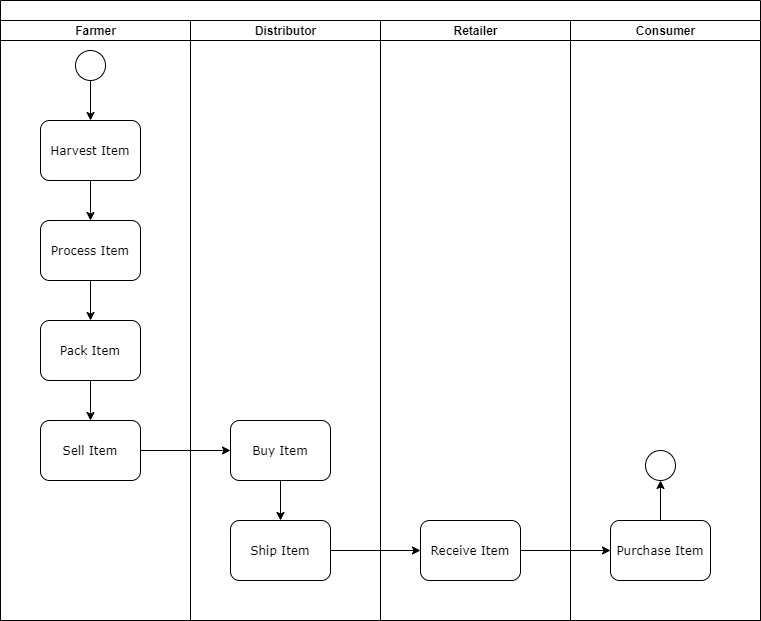 Farmer
Distributor
Retailer
Consumer
Harvest Item
Process Item
Pack Item
Sell Item
Buy Item
Ship Item
Receive Item
Purchase Item